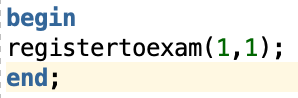 begin
registertoexam(1,1);
end;